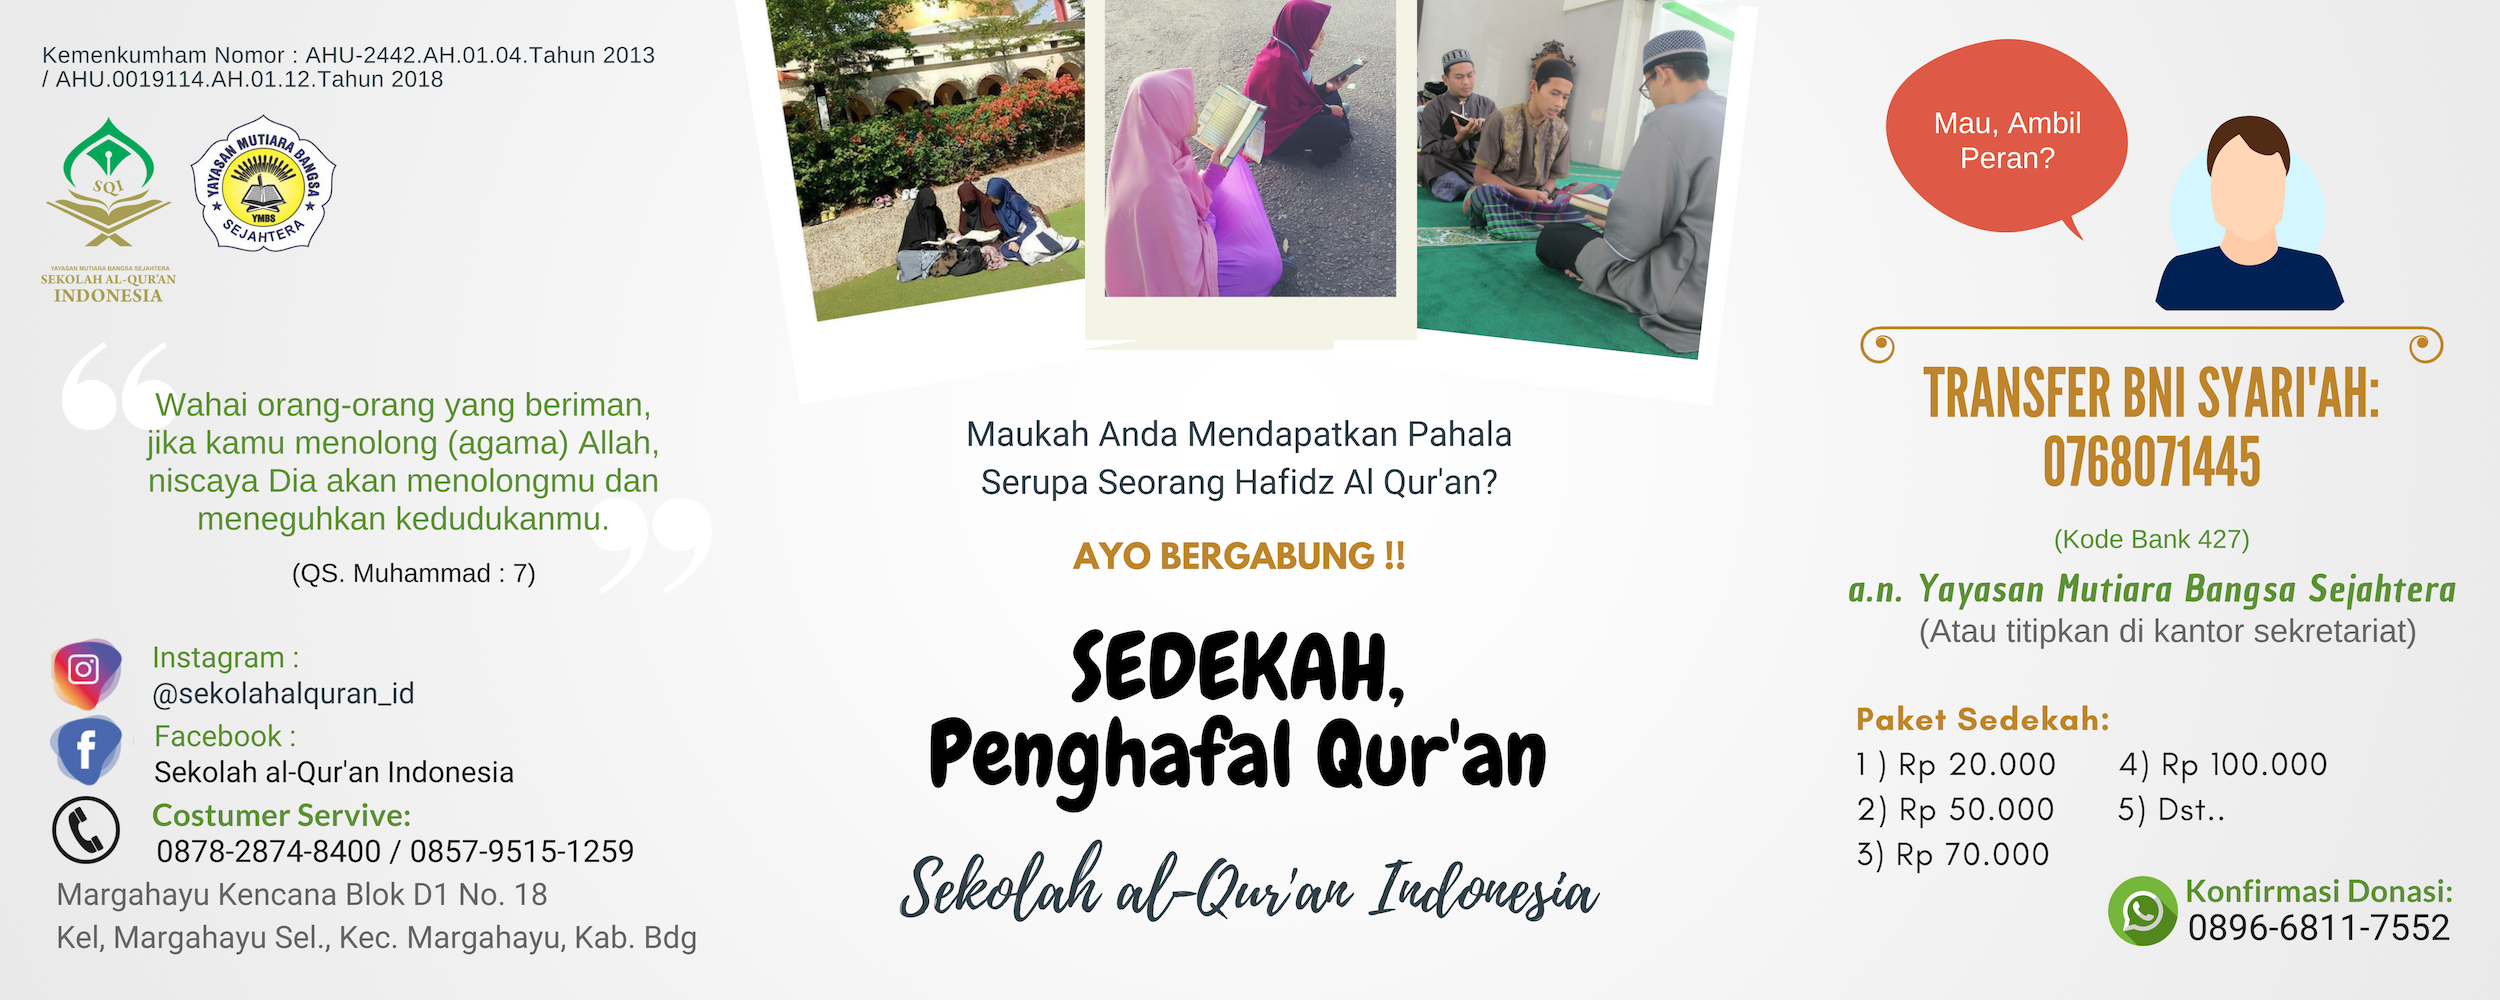 Kemenkumham Nomor : AHU-2442.AH.01.04.Tahun 2013
/ AHU.0019114.AH.01.12.Tahun 2018
SQI
YAYASAN MUTIARA BANGSA SEJAHTERA
SEKOLAH AL-QUR'AN
INDONESIA
YAYASAN MUTIARA BANGSA
YMBS
SEJAHTERA
Wahai orang-orang yang beriman,
jika kamu menolong (agama) Allah,
niscaya Dia akan menolongmu dan
meneguhkan kedudukanmu.
(QS. Muhammad : 7)
Instagram :
@sekolahalquran_id
Facebook :
Sekolah al-Qur'an Indonesia
Costumer Servive:
0878-2874-8400 / 0857-9515-1259
Margahayu Kencana Blok D1 No. 18
Kel, Margahayu Sel., Kec. Margahayu, Kab. Bdg
Maukah Anda Mendapatkan Pahala
Serupa Seorang Hafidz Al Qur'an?
AYO BERGABUNG !!
SEDEKAH,
Penghafal Qur'an
Sekolah al-Qur'an Indonesia
Mau, Ambil
Peran?
TRANSFER BNI SYARI'AH:
0768071445
(Kode Bank 427)
a.n. Yayasan Mutiara Bangsa Sejahtera
(Atau titipkan di kantor sekretariat)
Paket Sedekah:
1 ) Rp 20.000
2) Rp 50.000
3) Rp 70.000
4) Rp 100.000
5) Dst..
Konfirmasi Donasi:
0896-6811-7552